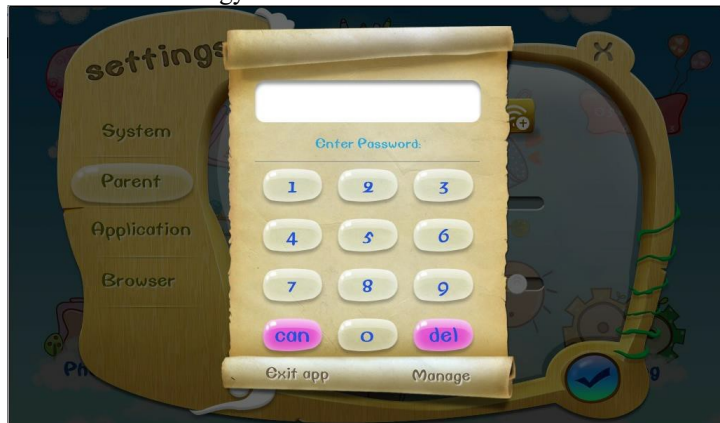 settings
Enter Password:
System
Parent
Application
Browser
1 2 3
4 5 6
7 8 9
can 0 del
Exit app Manage